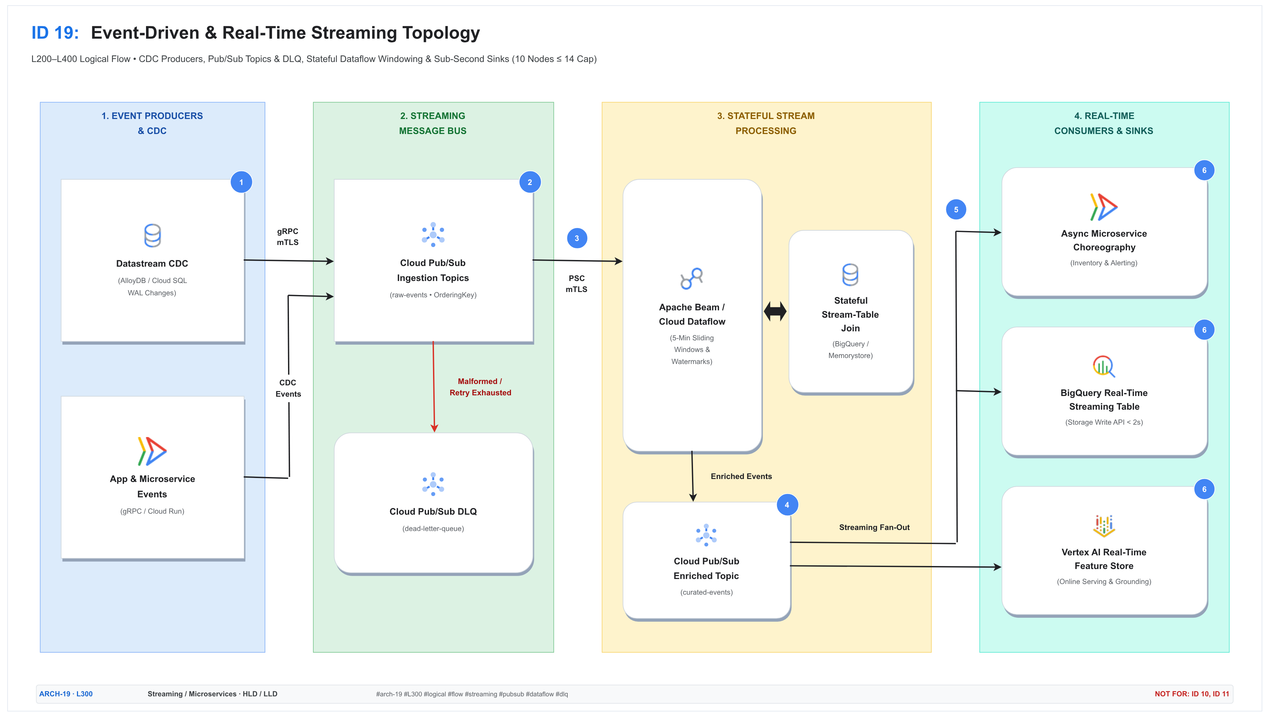 ID 19: Event-Driven & Real-Time Streaming Topology
L200–L400 Logical Flow • CDC Producers, Pub/Sub Topics & DLQ, Stateful Dataflow Windowing & Sub-Second Sinks (10 Nodes ≤ 14 Cap)
1. EVENT PRODUCERS
& CDC
1
Datastream CDC
(AlloyDB / Cloud SQL
WAL Changes)
App & Microservice
Events
(gRPC / Cloud Run)
gRPC
mTLS
CDC
Events
2. STREAMING
MESSAGE BUS
2
Cloud Pub/Sub
Ingestion Topics
(raw-events • OrderingKey)
Malformed /
Retry Exhausted
Cloud Pub/Sub DLQ
(dead-letter-queue)
3
PSC
mTLS
3. STATEFUL STREAM
PROCESSING
Apache Beam /
Cloud Dataflow
(5-Min Sliding
Windows &
Watermarks)
Stateful
Stream-Table
Join
(BigQuery /
Memorystore)
Enriched Events
4
Cloud Pub/Sub
Enriched Topic
(curated-events)
Streaming Fan-Out
5
4. REAL-TIME
CONSUMERS & SINKS
6
Async Microservice
Choreography
(Inventory & Alerting)
6
BigQuery Real-Time
Streaming Table
(Storage Write API < 2s)
6
Vertex AI Real-Time
Feature Store
(Online Serving & Grounding)
ARCH-19 · L300
Streaming / Microservices · HLD / LLD
#arch-19 #L300 #logical #flow #streaming #pubsub #dataflow #dlq
NOT FOR: ID 10, ID 11